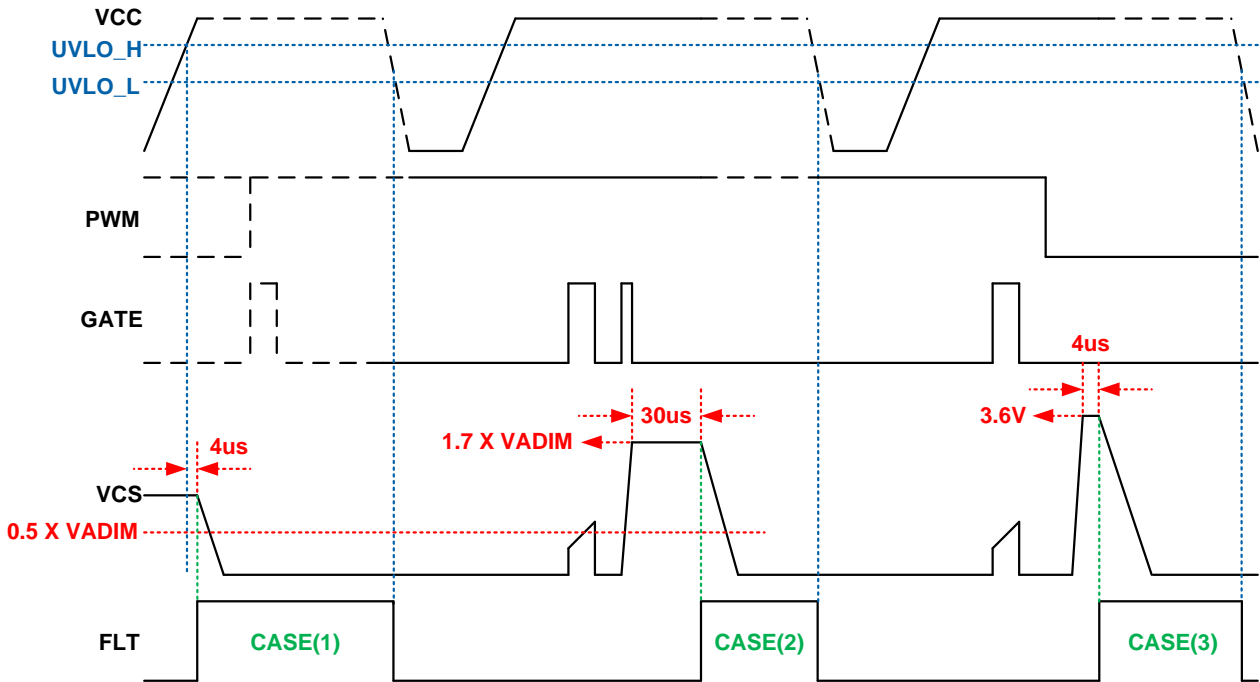 VCC
UVLO_H
UVLO_L
PWM
GATE
4us
30us
3.6V
1.7 X VADIM
4us
VCS
0.5 X VADIM
FLT
CASE(1)
CASE(2)
CASE(3)